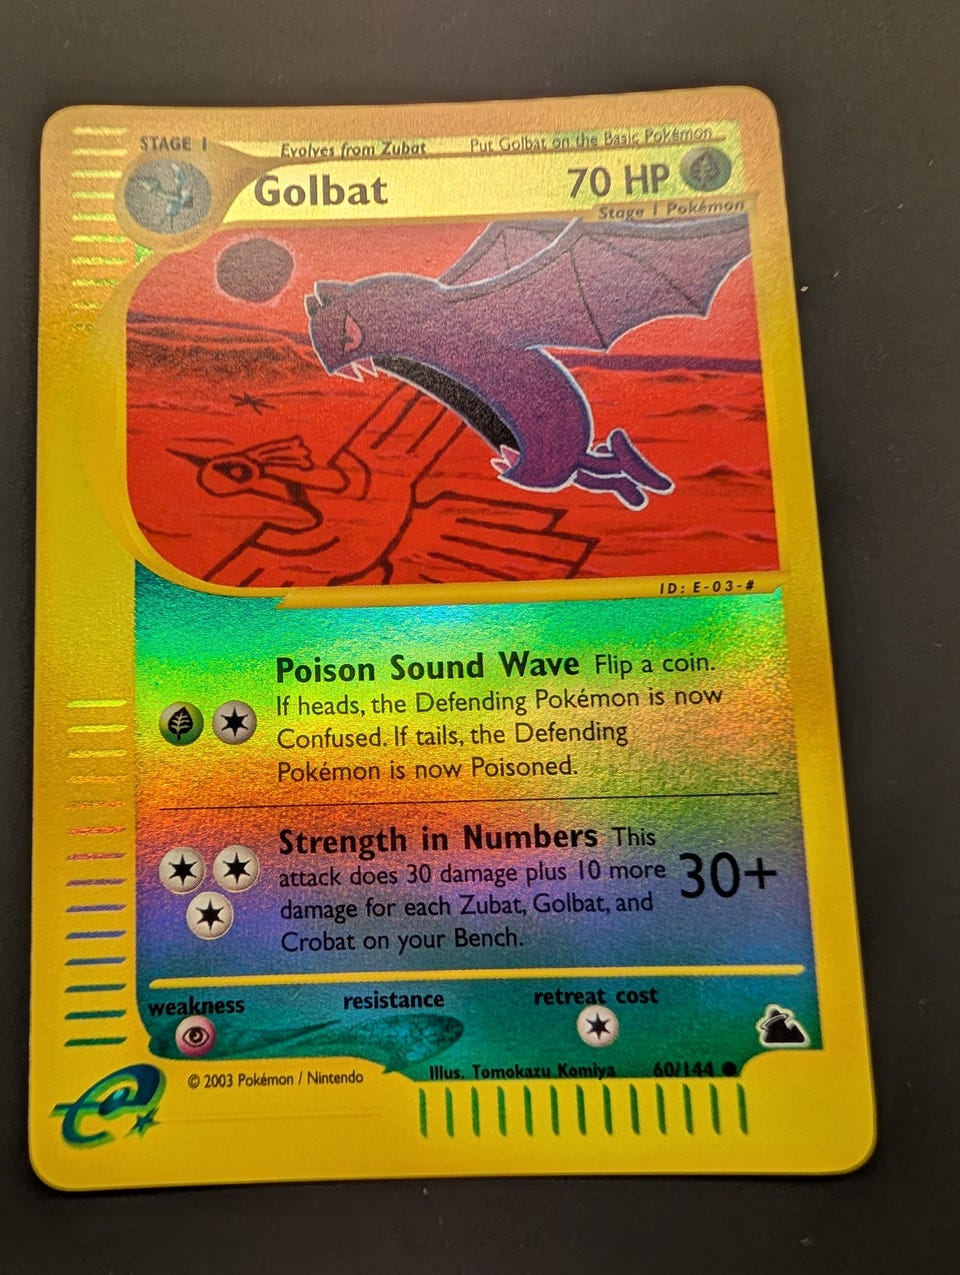 STAGE 1
Evolves from Zubat
Put Golbat on the Basic Pokémon
Golbat
70 HP
Stage 1 Pokémon
ID: E-03-#
Poison Sound Wave Flip a coin.
If heads, the Defending Pokémon is now
Confused. If tails, the Defending
Pokémon is now Poisoned.
Strength in Numbers This
attack does 30 damage plus 10 more
damage for each Zubat, Golbat, and
Crobat on your Bench.
30+
weakness
resistance
retreat cost
© 2003 Pokémon / Nintendo
Illus. Tomokazu Komiya
60/144
e